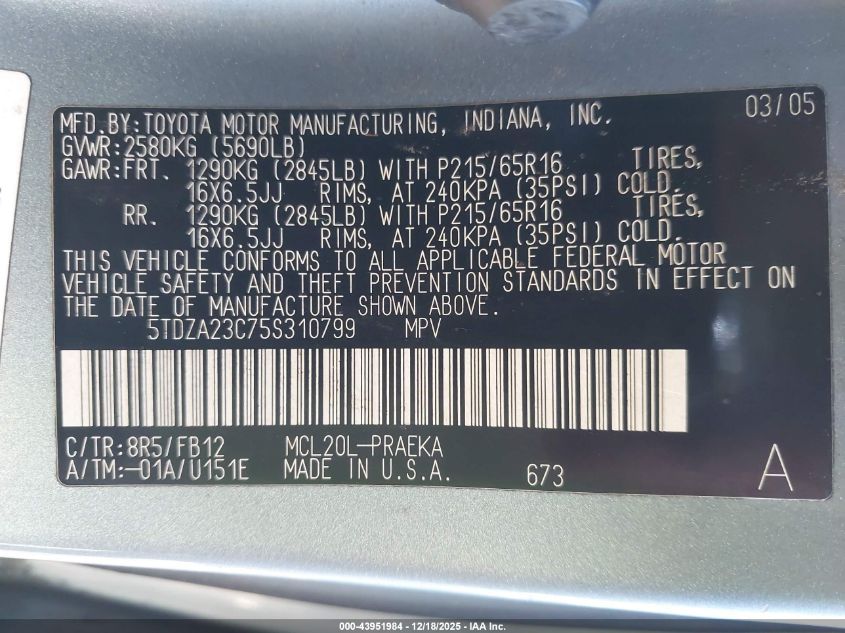 MFD.BY:TOYOTA MOTOR MANUFACTURING, INDIANA, INC. 03/05
GVWR:2580KG (5690LB)
GAWR:FRT. 1290KG (2845LB) WITH P215/65R16 TIRES,
16X6.5JJ RIMS, AT 240KPA (35PSI) COLD.
RR. 1290KG (2845LB) WITH P215/65R16 TIRES,
16X6.5JJ RIMS, AT 240KPA (35PSI) COLD.
THIS VEHICLE CONFORMS TO ALL APPLICABLE FEDERAL MOTOR
VEHICLE SAFETY AND THEFT PREVENTION STANDARDS IN EFFECT ON
THE DATE OF MANUFACTURE SHOWN ABOVE.
5TDZA23C75S310799 MPV
C/TR:8R5/FB12 MCL20L-PRAEKA
A/TM:-01A/U151E MADE IN U.S.A. 673 A
000-43951984 - 12/18/2025 - IAA Inc.